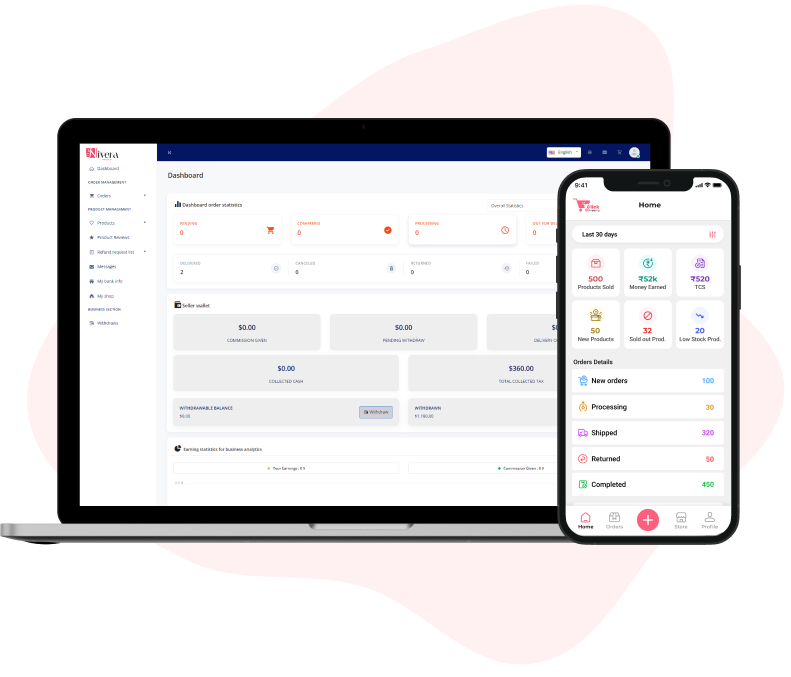 Nivera
English
Dashboard
ORDER MANAGEMENT
Orders
PRODUCT MANAGEMENT
Products
Product Reviews
Refund request list
Messages
My bank info
My shop
BUSINESS SECTION
Withdraws
Dashboard
Dashboard order statistics
Overall Statistics
PENDING
0
CONFIRMED
0
PROCESSING
0
OUT FOR DE
0
DELIVERED
2
CANCELED
0
RETURNED
0
FAILED
0
Seller wallet
$0.00
COMMISSION GIVEN
$0.00
PENDING WITHDRAW
DELIVERY C
$0.00
COLLECTED CASH
$360.00
TOTAL COLLECTED TAX
WITHDRAWABLE BALANCE
$0.00
Withdraw
WITHDRAWN
$1,160.00
Earning statistics for business analytics
Your Earnings : $ 0
Commission Given : $ 0
9:41
Click
Home
Last 30 days
500
Products Sold
₹52k
Money Earned
₹520
TCS
50
New Products
32
Sold out Prod.
20
Low Stock Prod.
Orders Details
New orders 100
Processing 30
Shipped 320
Returned 50
Completed 450
Home
Orders
Store
Profile